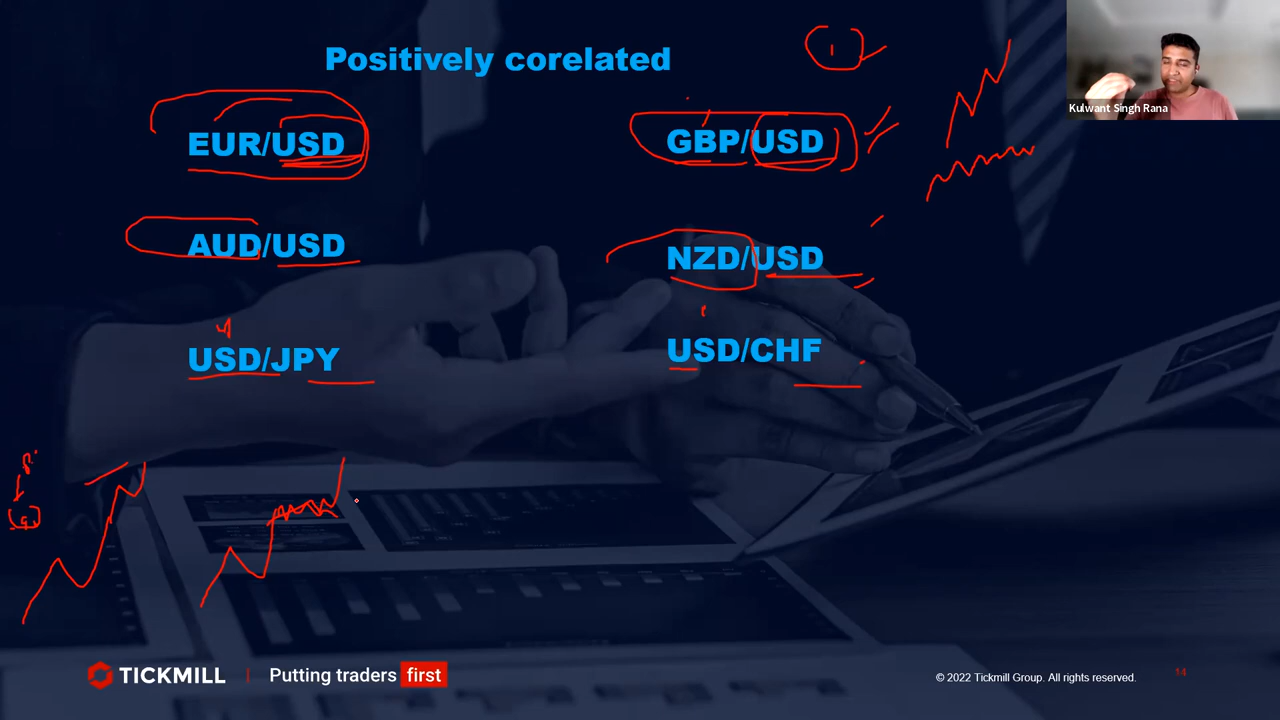 Positively corelated
Kulwant Singh Rana
EUR/USD
GBP/USD
AUD/USD
NZD/USD
USD/JPY
USD/CHF
TICKMILL | Putting traders first
© 2022 Tickmill Group. All rights reserved.
14